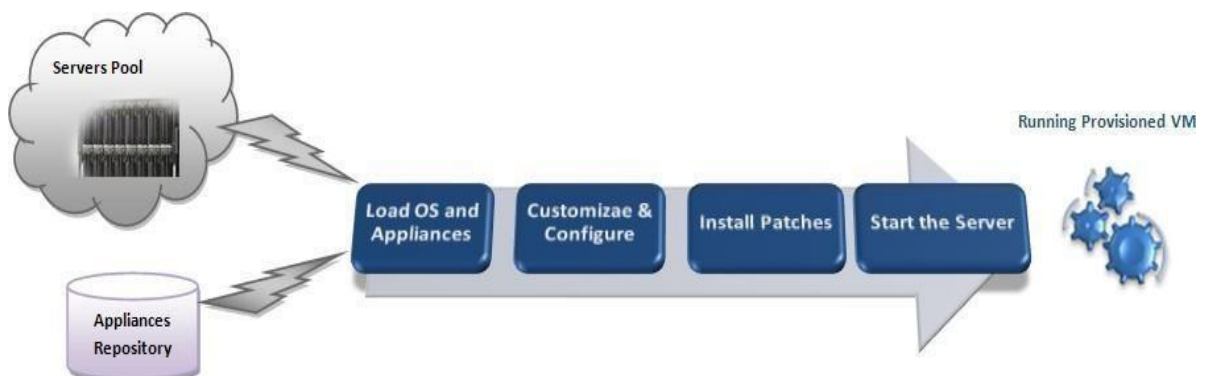 Servers Pool
Running Provisioned VM
Load OS and
Appliances
Customizae &
Configure
Install Patches
Start the Server
Appliances
Repository